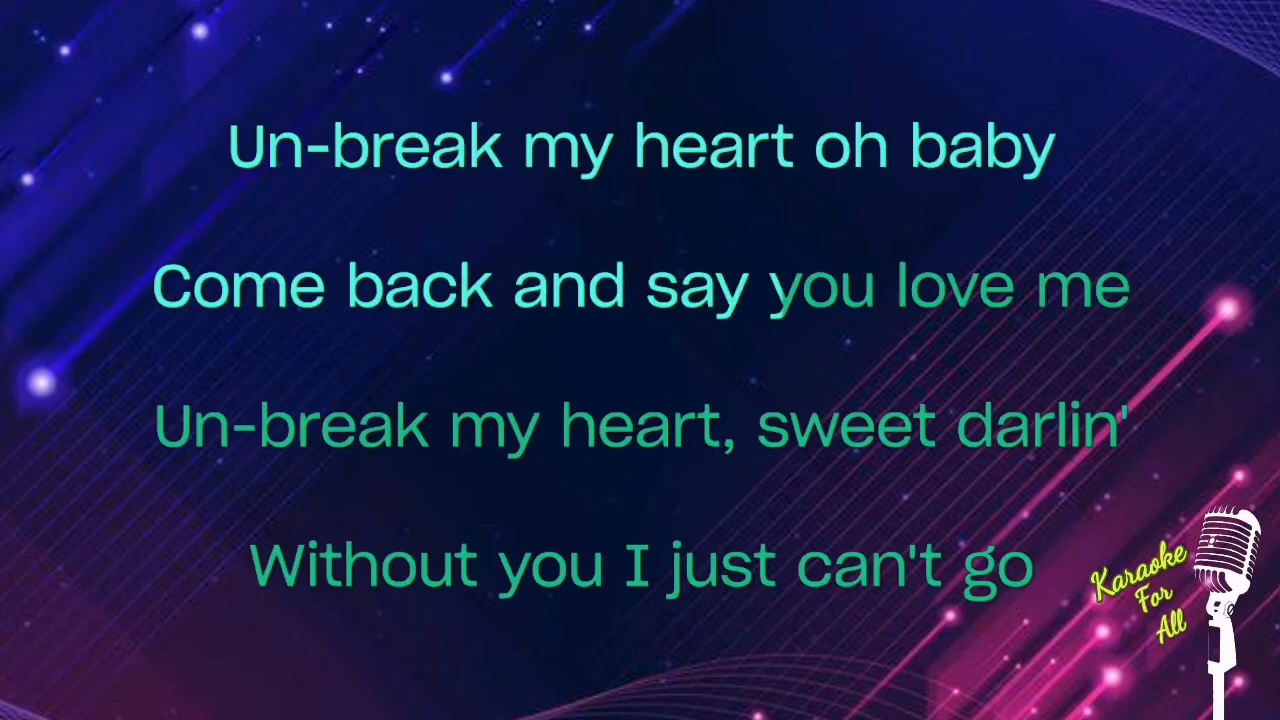 Un-break my heart oh baby
Come back and say you love me
Un-break my heart, sweet darlin'
Without you I just can't go
Karaoke
For
All